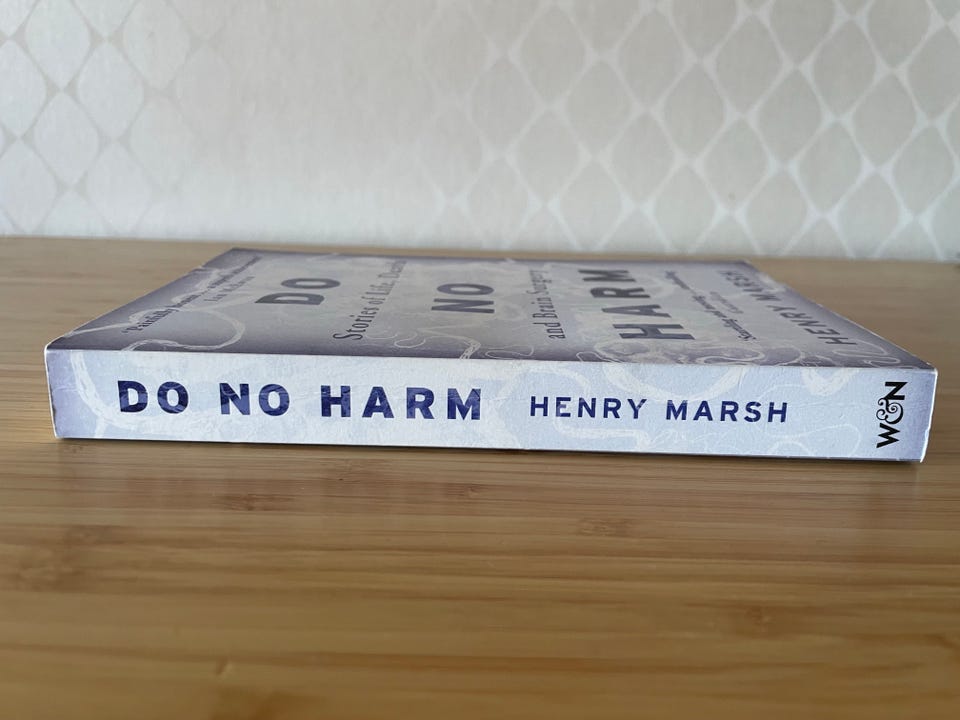 DO NO HARM HENRY MARSH W&N
DO
Stories of Life, Death
NO
and Brain Surgery
HARM
HENRY MARSH